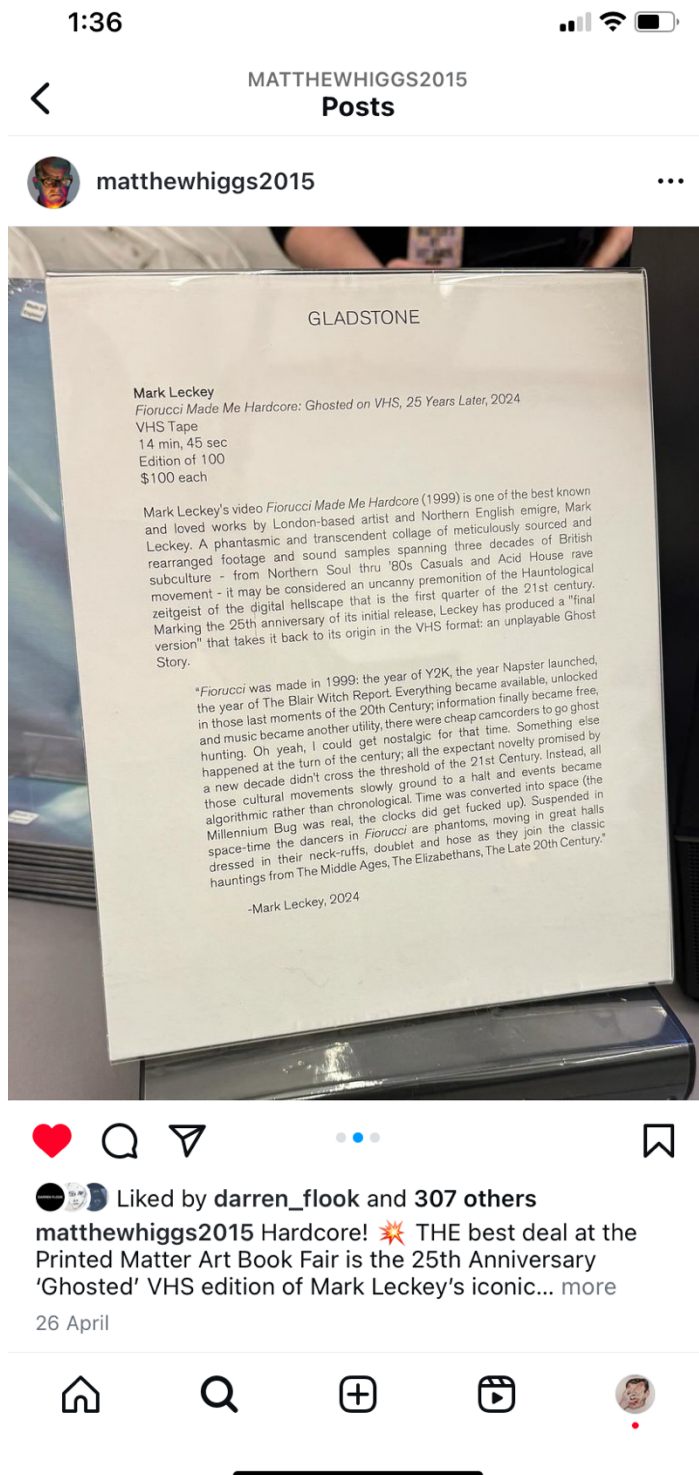 1:36
MATTHEWHIGGS2015
Posts
matthewhiggs2015
GLADSTONE
Mark Leckey
Fiorucci Made Me Hardcore: Ghosted on VHS, 25 Years Later, 2024
VHS Tape
14 min, 45 sec
Edition of 100
$100 each
Mark Leckey's video Fiorucci Made Me Hardcore (1999) is one of the best known
and loved works by London-based artist and Northern English emigre, Mark
Leckey. A phantasmic and transcendent collage of meticulously sourced and
rearranged footage and sound samples spanning three decades of British
subculture - from Northern Soul thru '80s Casuals and Acid House rave
movement - it may be considered an uncanny premonition of the Hauntological
zeitgeist of the digital hellscape that is the first quarter of the 21st century.
Marking the 25th anniversary of its initial release, Leckey has produced a "final
version" that takes it back to its origin in the VHS format: an unplayable Ghost
Story.
"Fiorucci was made in 1999: the year of Y2K, the year Napster launched,
the year of The Blair Witch Report. Everything became available, unlocked
in those last moments of the 20th Century; information finally became free,
and music became another utility, there were cheap camcorders to go ghost
hunting. Oh yeah, I could get nostalgic for that time. Something else
happened at the turn of the century; all the expectant novelty promised by
a new decade didn't cross the threshold of the 21st Century. Instead, all
those cultural movements slowly ground to a halt and events became
algorithmic rather than chronological. Time was converted into space (the
Millennium Bug was real, the clocks did get fucked up). Suspended in
space-time the dancers in Fiorucci are phantoms, moving in great halls
dressed in their neck-ruffs, doublet and hose as they join the classic
hauntings from The Middle Ages, The Elizabethans, The Late 20th Century."
-Mark Leckey, 2024
Liked by darren_flook and 307 others
matthewhiggs2015 Hardcore! 💥 THE best deal at the
Printed Matter Art Book Fair is the 25th Anniversary
‘Ghosted’ VHS edition of Mark Leckey’s iconic... more
26 April